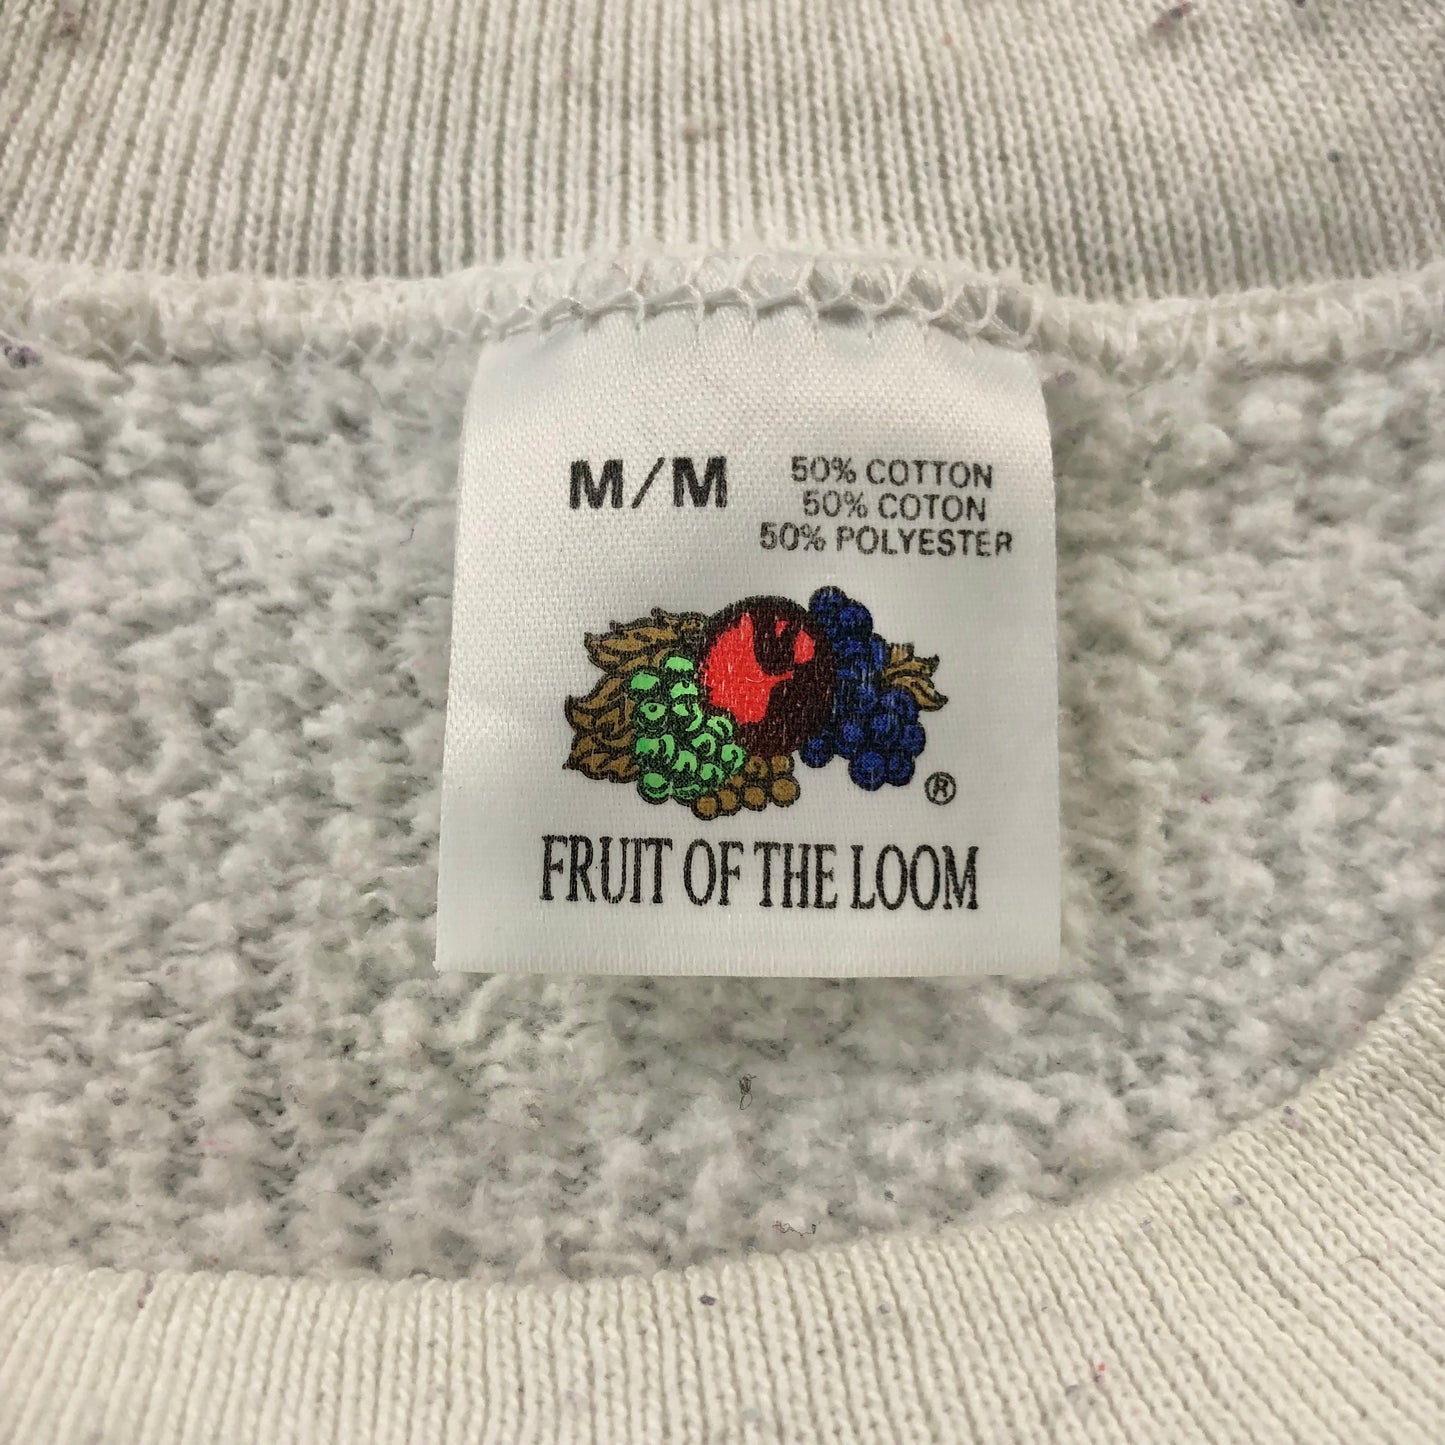 M/M
50% COTTON
50% COTON
50% POLYESTER
®
FRUIT OF THE LOOM